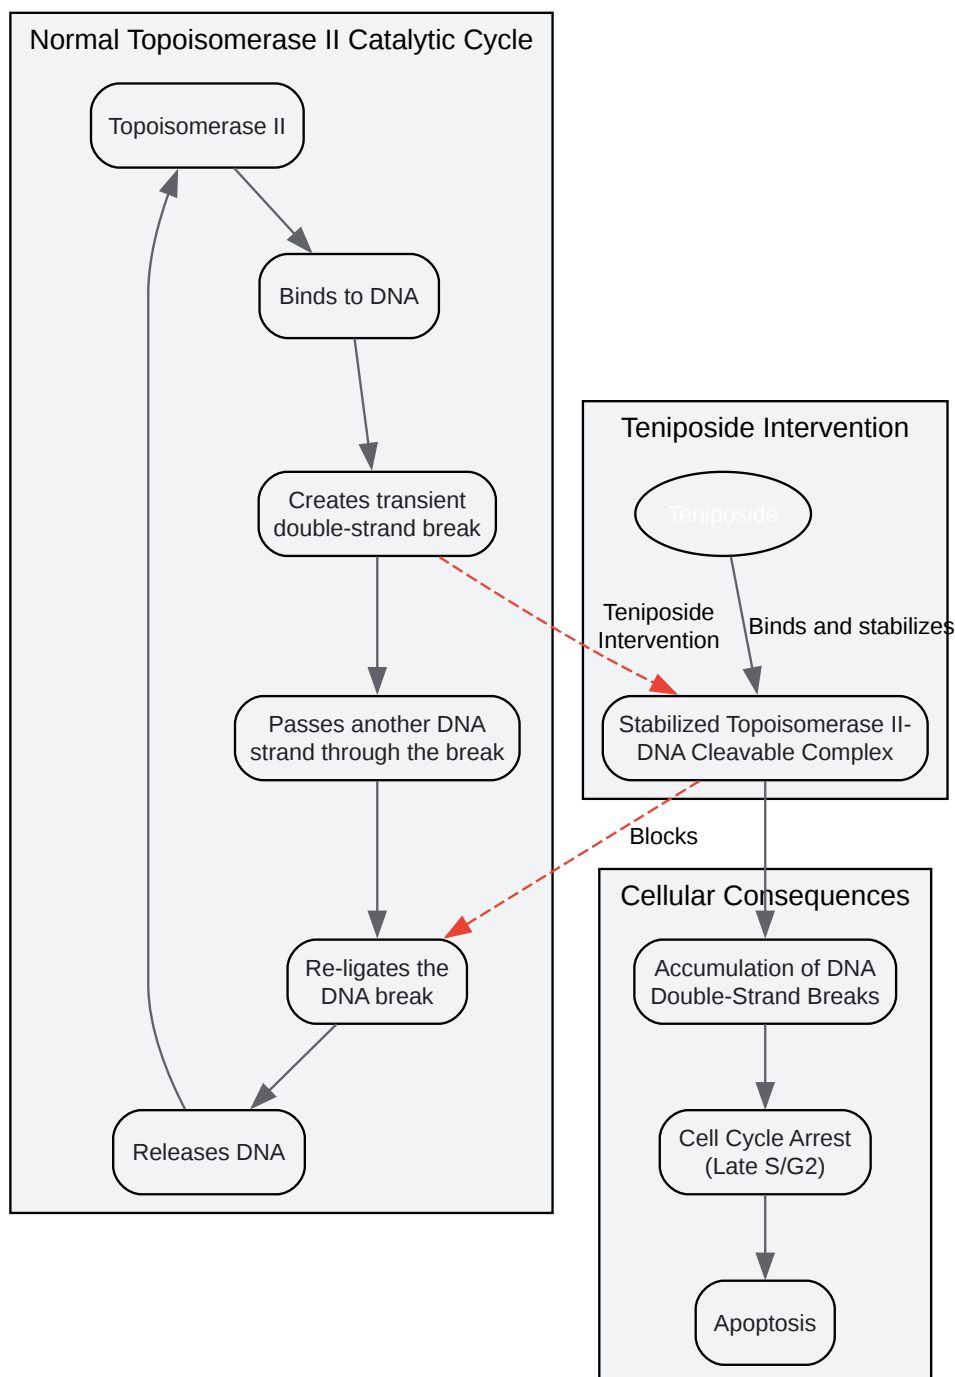 Normal Topoisomerase II Catalytic Cycle
Topoisomerase II
Binds to DNA
Creates transient
double-strand break
Passes another DNA
strand through the break
Re-ligates the
DNA break
Releases DNA
Teniposide Intervention
Teniposide
Teniposide
Intervention
Binds and stabilizes
Stabilized Topoisomerase II-
DNA Cleavable Complex
Blocks
Cellular Consequences
Accumulation of DNA
Double-Strand Breaks
Cell Cycle Arrest
(Late S/G2)
Apoptosis